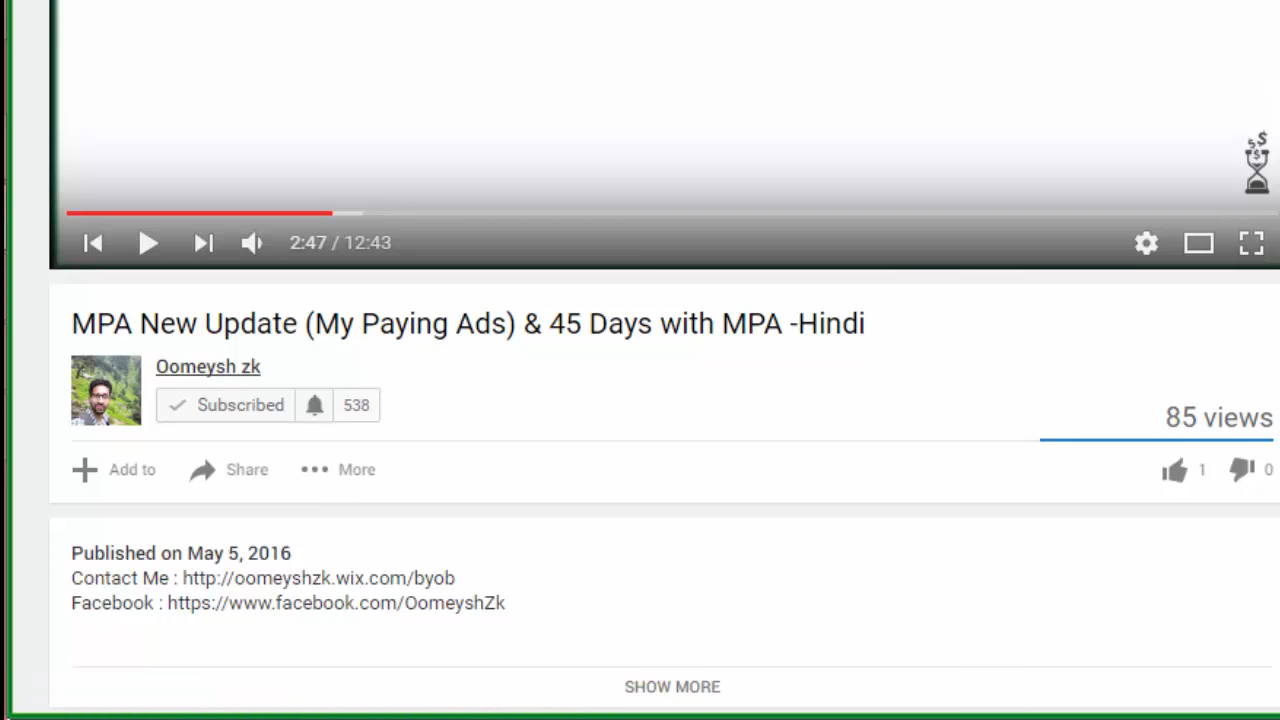 2:47 / 12:43
MPA New Update (My Paying Ads) & 45 Days with MPA -Hindi
Oomeysh zk
Subscribed 538
85 views
Add to Share More 1 0
Published on May 5, 2016
Contact Me : http://oomeyshzk.wix.com/byob
Facebook : https://www.facebook.com/OomeyshZk
SHOW MORE